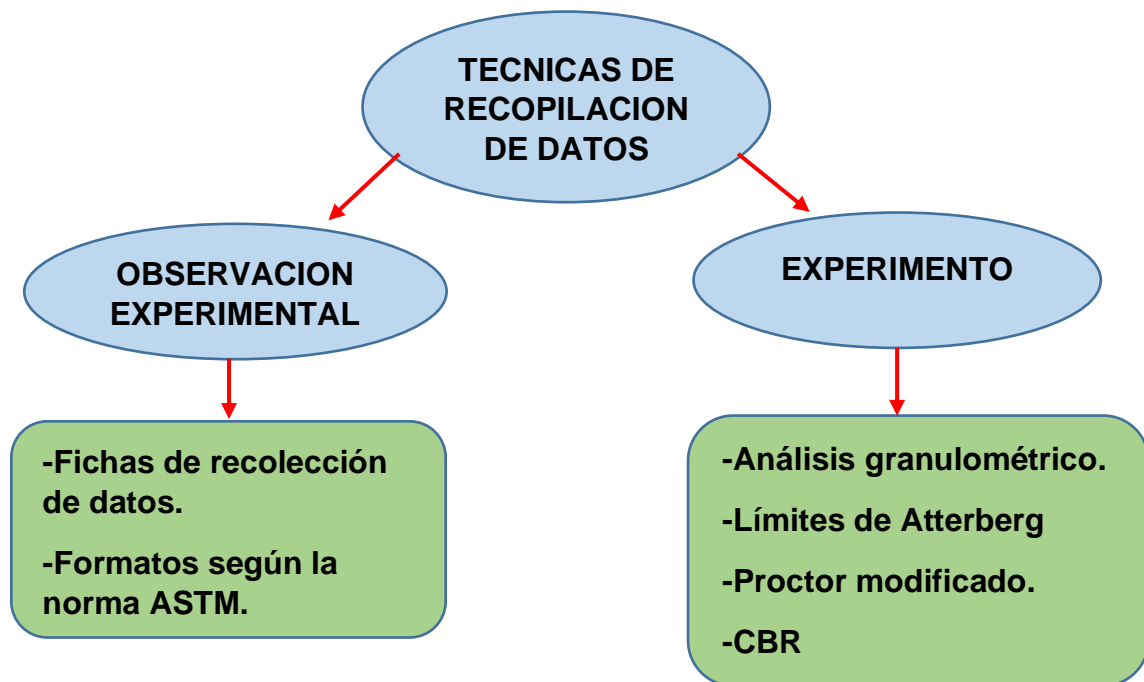 TECNICAS DE
RECOPILACION
DE DATOS
OBSERVACION
EXPERIMENTAL
EXPERIMENTO
-Fichas de recolección
de datos.
-Formatos según la
norma ASTM.
-Análisis granulométrico.
-Límites de Atterberg
-Proctor modificado.
-CBR